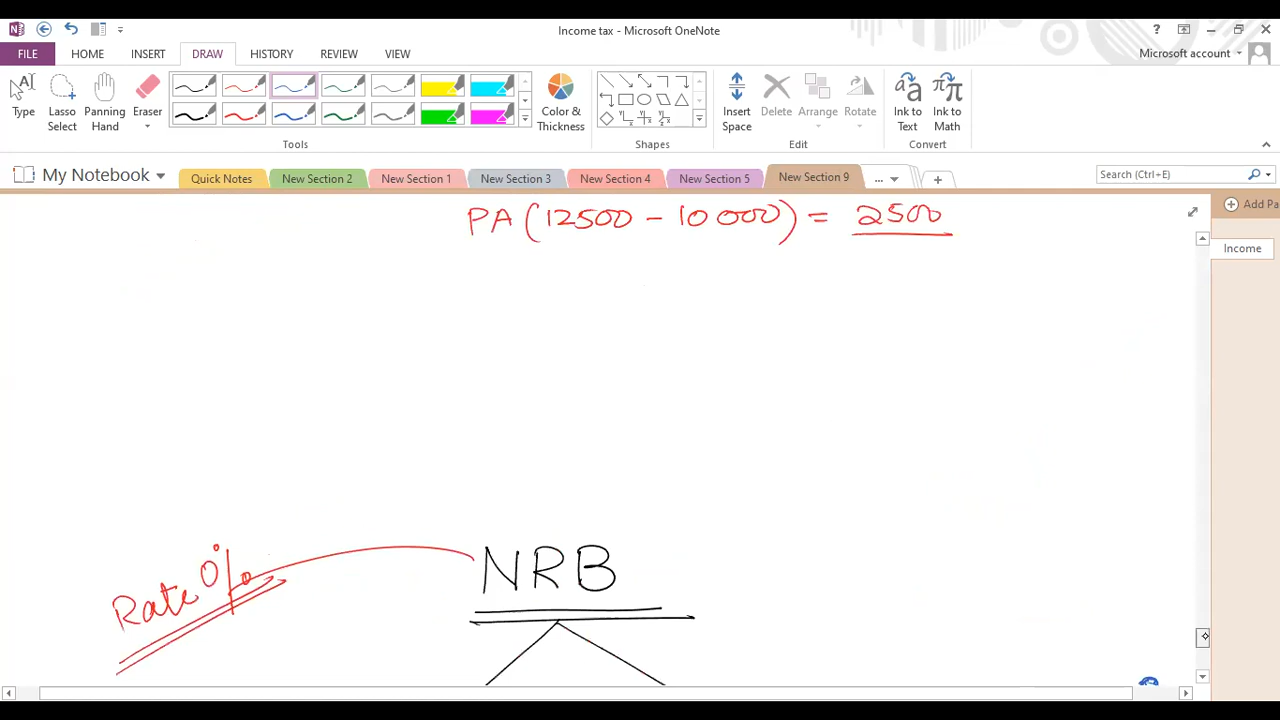 Income tax - Microsoft OneNote
?
FILE HOME INSERT DRAW HISTORY REVIEW VIEW
Microsoft account
Type
Lasso Select
Panning Hand
Eraser
Color & Thickness
Insert Space
Delete
Arrange
Rotate
Ink to Text
Ink to Math
Tools
Shapes
Edit
Convert
My Notebook
Quick Notes
New Section 2
New Section 1
New Section 3
New Section 4
New Section 5
New Section 9
...
Search (Ctrl+E)
Add Pa
Income
PA (12500 - 10000) = 2500
NRB
Rate 0%